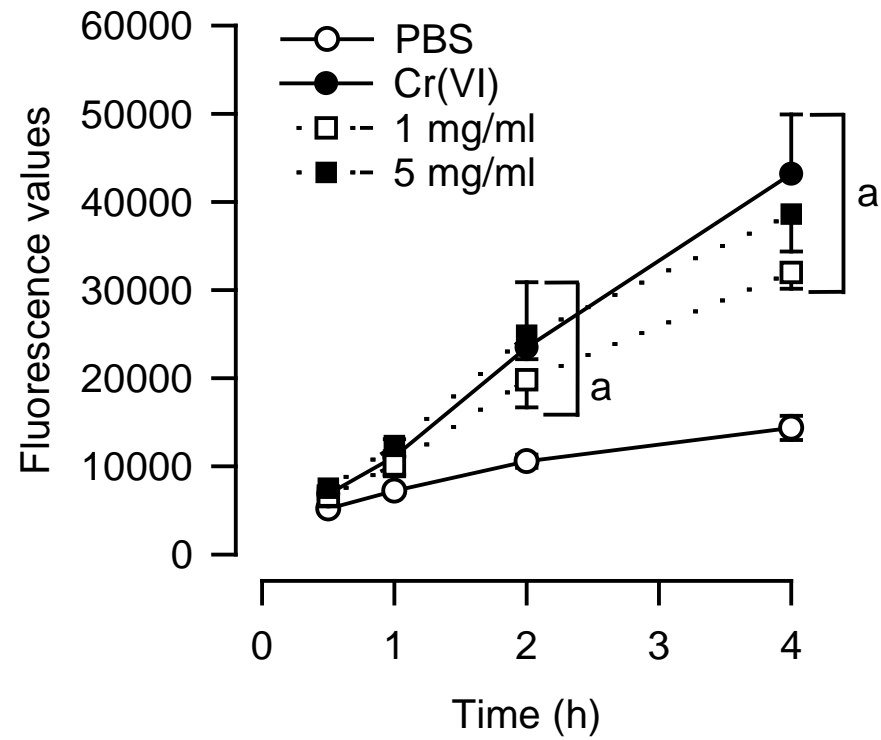 60000
50000
40000
30000
20000
10000
0
Fluorescence values
PBS
Cr(VI)
1 mg/ml
5 mg/ml
a
a
0 1 2 3 4
Time (h)